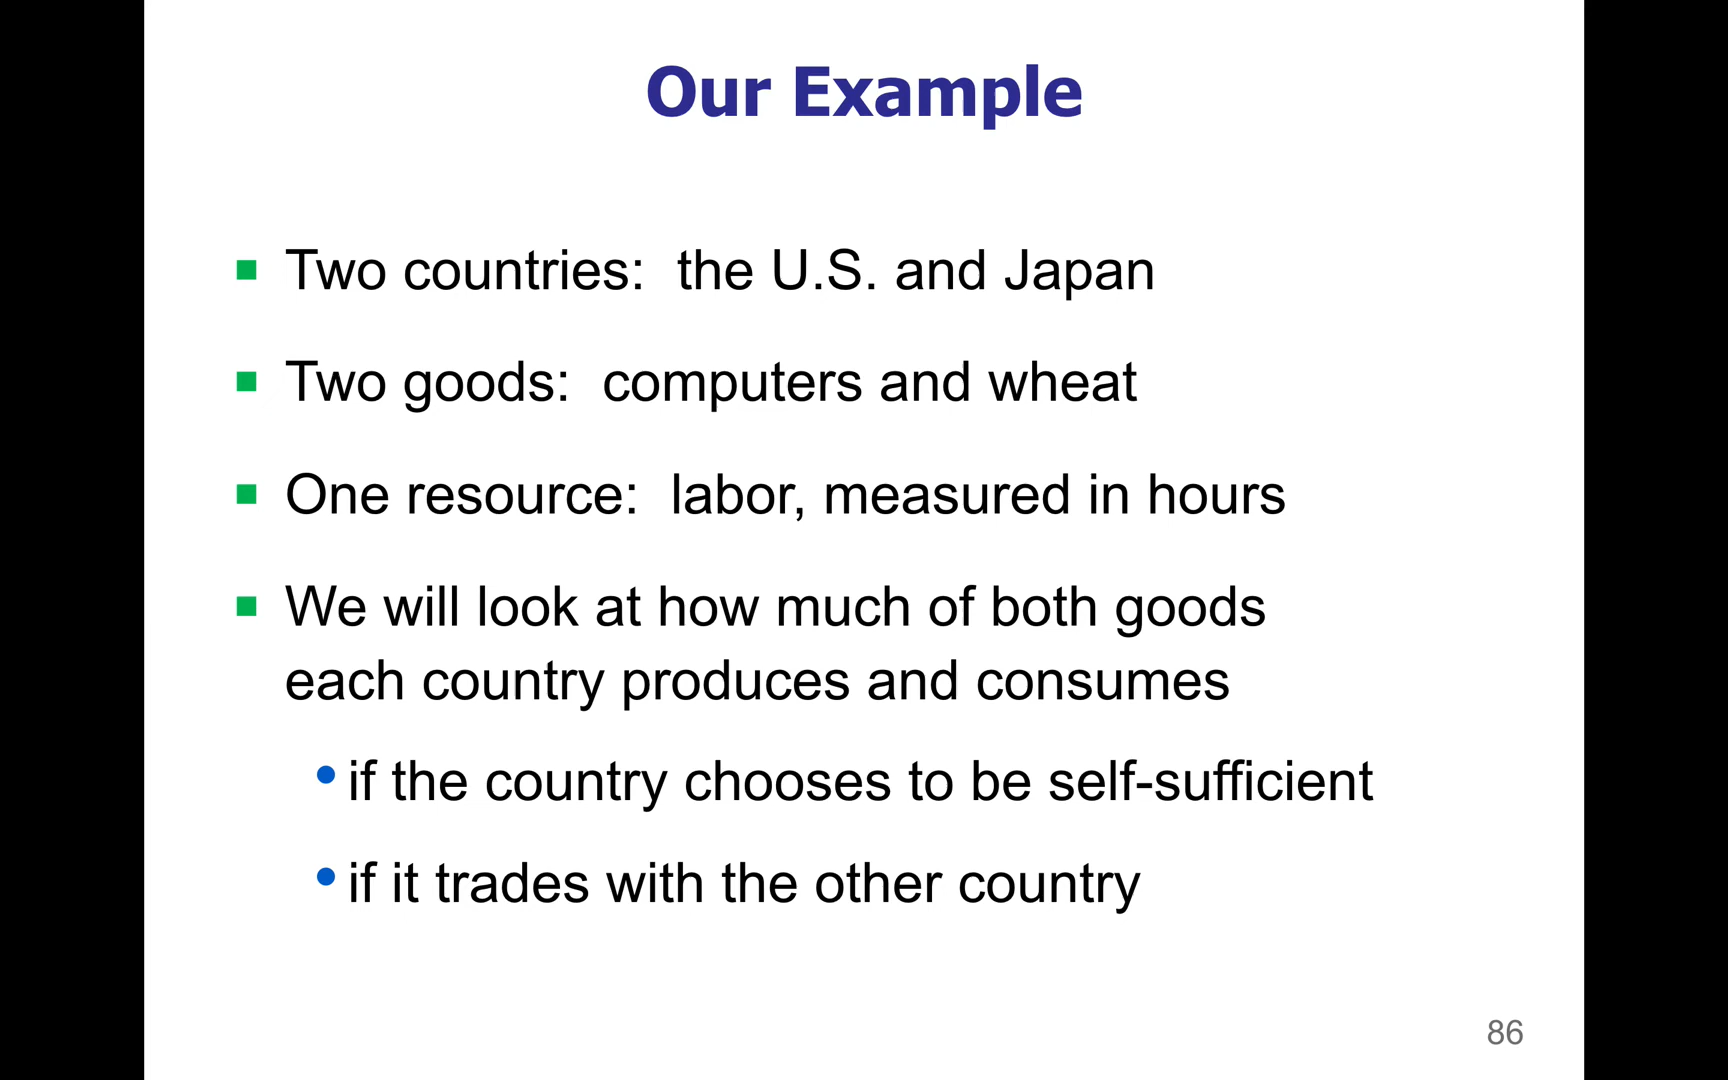 Our Example
Two countries:  the U.S. and Japan
Two goods:  computers and wheat
One resource:  labor, measured in hours
We will look at how much of both goods
each country produces and consumes
if the country chooses to be self-sufficient
if it trades with the other country
86